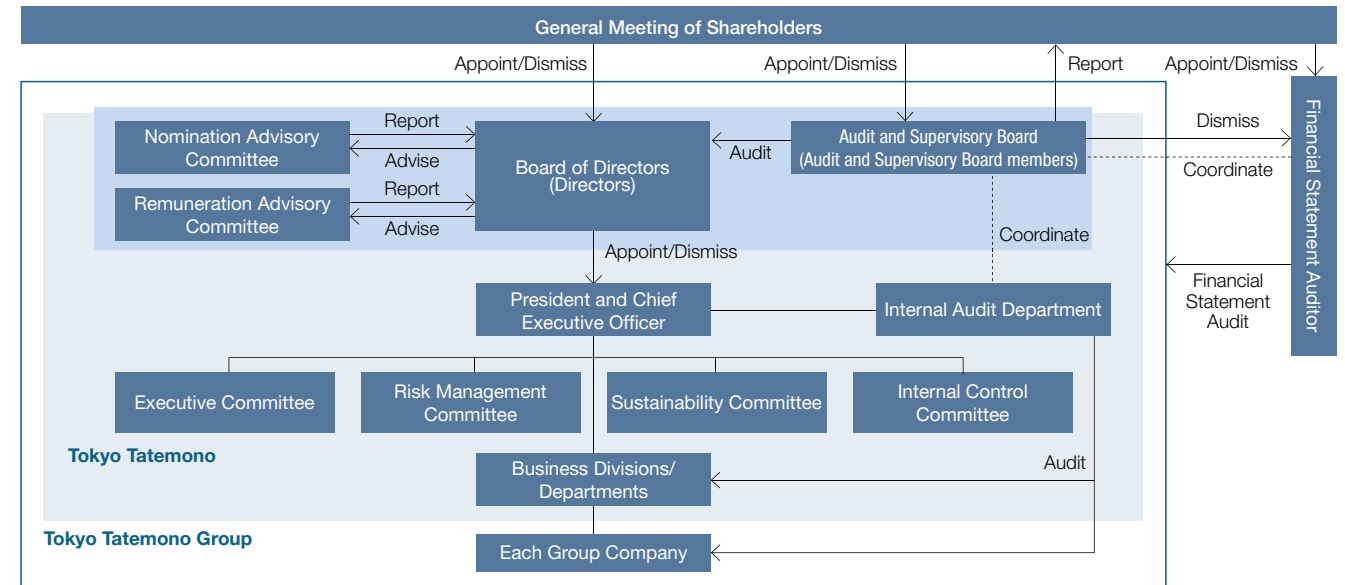 General Meeting of Shareholders
Appoint/Dismiss
Appoint/Dismiss
Report
Appoint/Dismiss
Nomination Advisory
Committee
Report
Advise
Remuneration Advisory
Committee
Report
Advise
Board of Directors
(Directors)
Audit
Audit and Supervisory Board
(Audit and Supervisory Board members)
Dismiss
Coordinate
Financial Statement Auditor
Coordinate
Appoint/Dismiss
Financial
Statement
Audit
President and Chief
Executive Officer
Internal Audit Department
Executive Committee
Risk Management
Committee
Sustainability Committee
Internal Control
Committee
Tokyo Tatemono
Business Divisions/
Departments
Audit
Tokyo Tatemono Group
Each Group Company